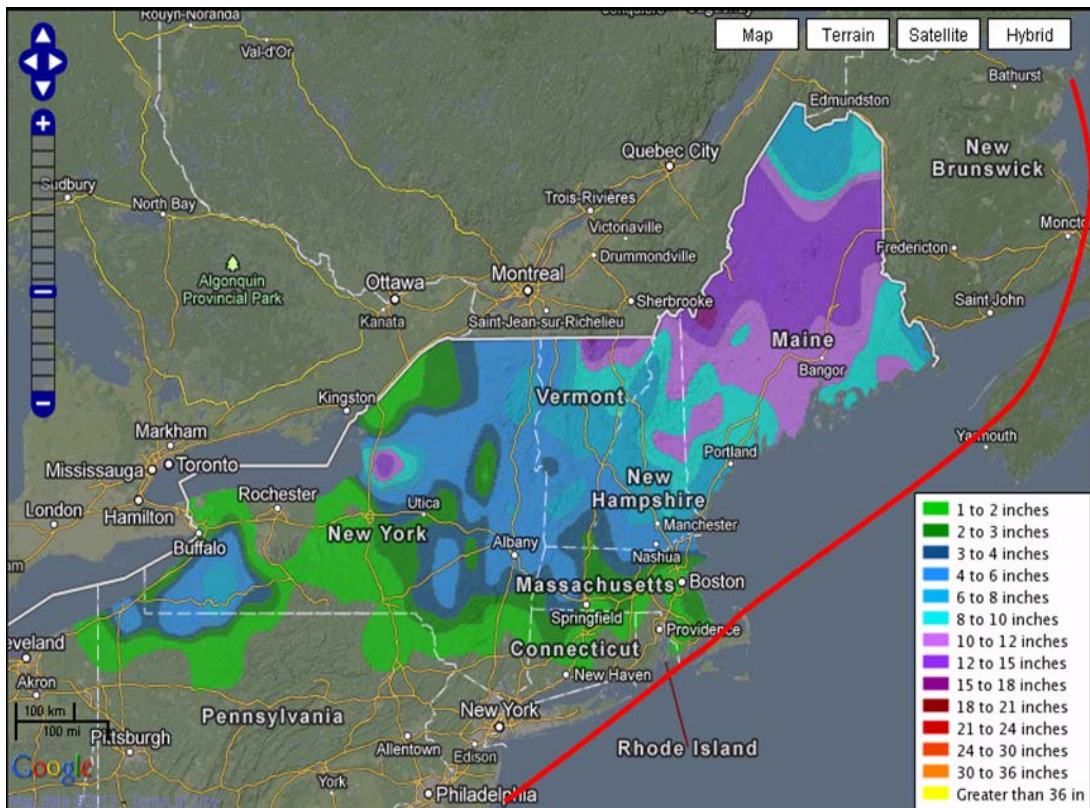 Rouyn-Noranda
Val-d'Or
Map
Terrain
Satellite
Hybrid
Bathurst
Edmundston
New
Brunswick
Quebec City
Sudbury
North Bay
Trois-Rivières
Victoriaville
Drummondville
Fredericton
Moncto
Algonquin
Provincial Park
Ottawa
Montreal
Kanata
Saint-Jean-sur-Richelieu
Sherbrooke
Saint John
Maine
Bangor
Kingston
Vermont
Markham
Mississauga
Toronto
Yarmouth
Portland
London
Hamilton
Rochester
Utica
New
Hampshire
New York
Manchester
Buffalo
Albany
Nashua
am
Massachusetts
Boston
Springfield
Providence
eveland
Connecticut
New Haven
Akron
100 km
100 mi
Pennsylvania
New York
Pittsburgh
Allentown
Edison
Rhode Island
Google
York
Philadelphia
1 to 2 inches
2 to 3 inches
3 to 4 inches
4 to 6 inches
6 to 8 inches
8 to 10 inches
10 to 12 inches
12 to 15 inches
15 to 18 inches
18 to 21 inches
21 to 24 inches
24 to 30 inches
30 to 36 inches
Greater than 36 in